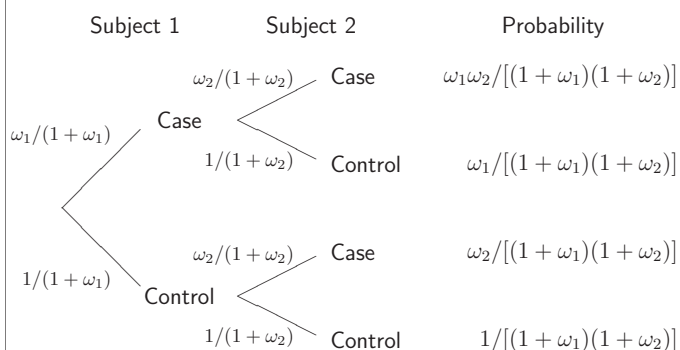 Subject 1 Subject 2 Probability
ω₂/(1 + ω₂) Case ω₁ω₂/[(1 + ω₁)(1 + ω₂)]
ω₁/(1 + ω₁) Case
1/(1 + ω₂) Control ω₁/[(1 + ω₁)(1 + ω₂)]
ω₂/(1 + ω₂) Case ω₂/[(1 + ω₁)(1 + ω₂)]
1/(1 + ω₁) Control
1/(1 + ω₂) Control 1/[(1 + ω₁)(1 + ω₂)]